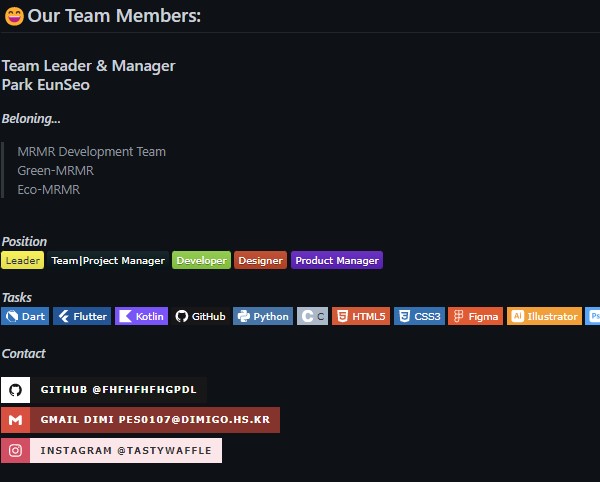 Our Team Members:
Team Leader & Manager
Park EunSeo
Beloning...
MRMR Development Team
Green-MRMR
Eco-MRMR
Position
Leader Team|Project Manager Developer Designer Product Manager
Tasks
Dart Flutter Kotlin GitHub Python C HTML5 CSS3 Figma Ai Illustrator Ps
Contact
GITHUB @FHFHFHFHGPDL
GMAIL DIMI PES0107@DIMIGO.HS.KR
INSTAGRAM @TASTYWAFFLE